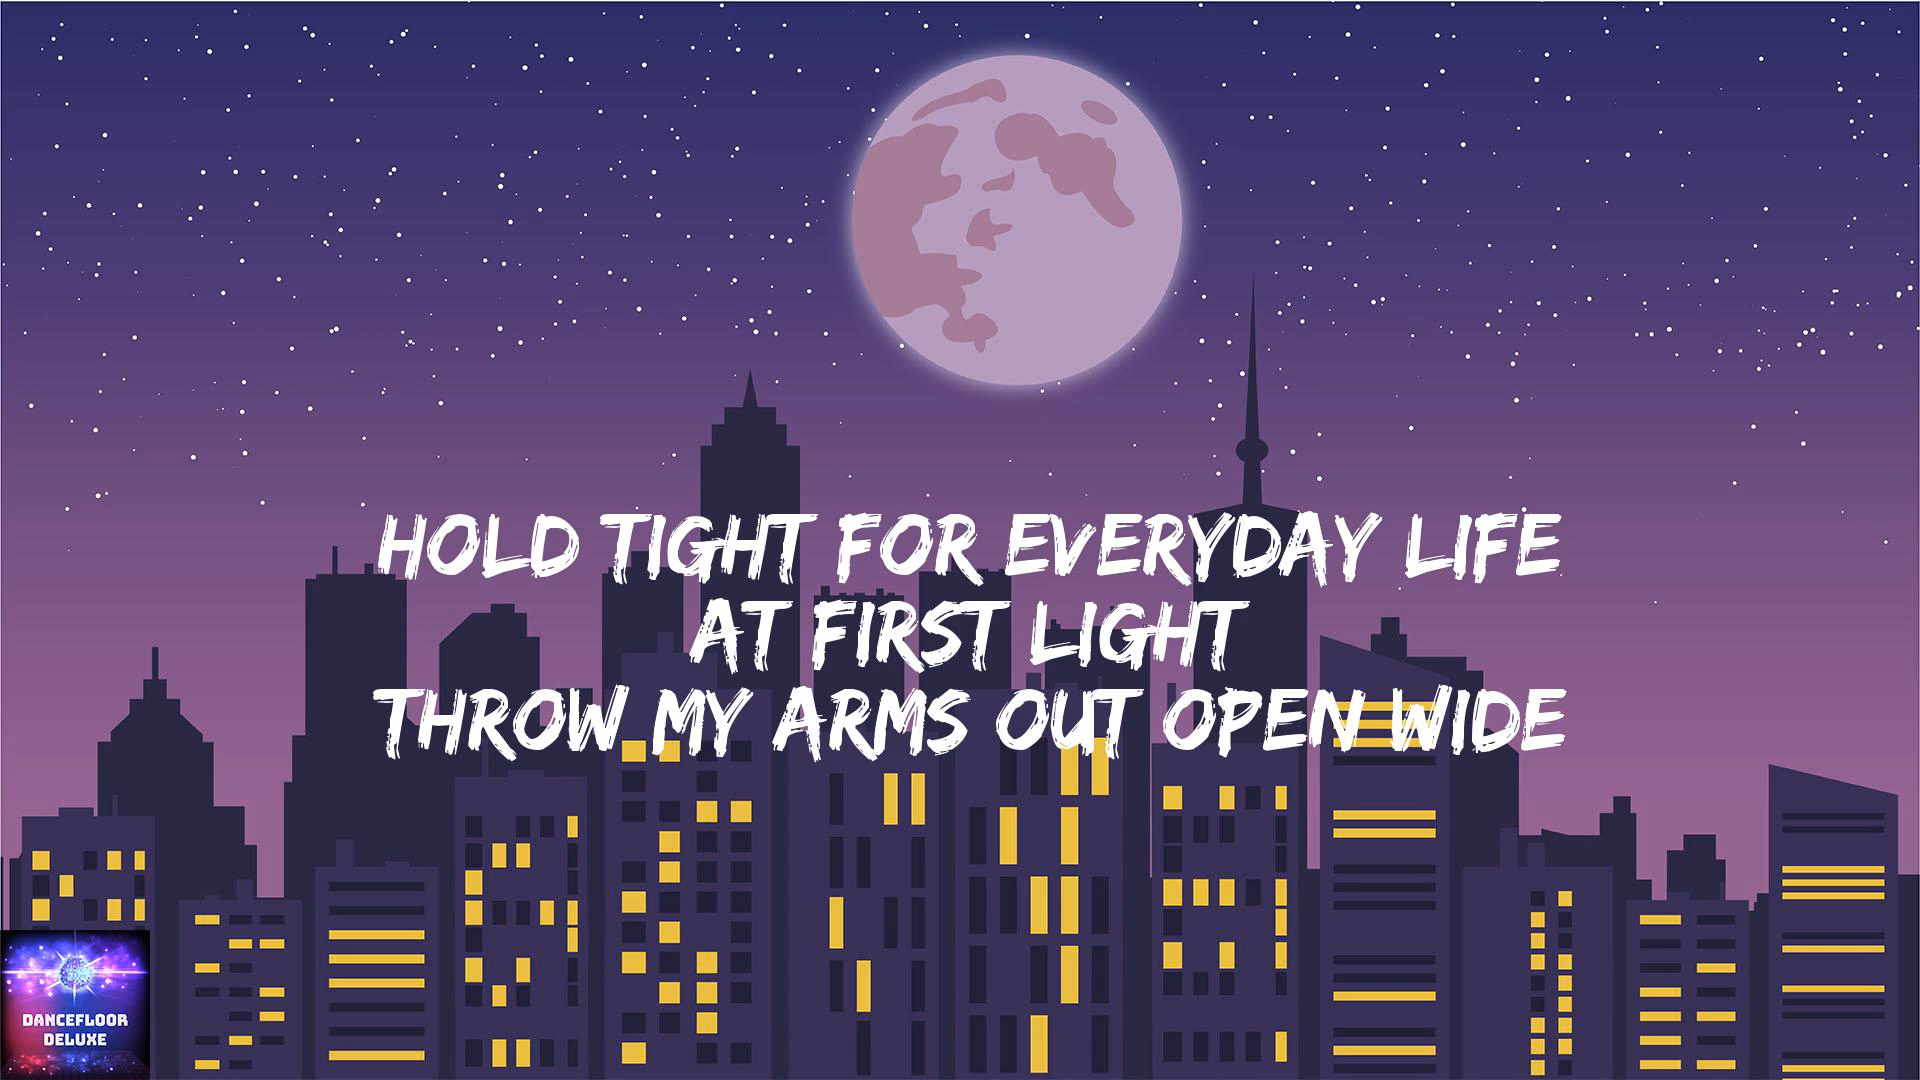 HOLD TIGHT FOR EVERYDAY LIFE
AT FIRST LIGHT
THROW MY ARMS OUT OPEN WIDE
DANCEFLOOR
DELUXE